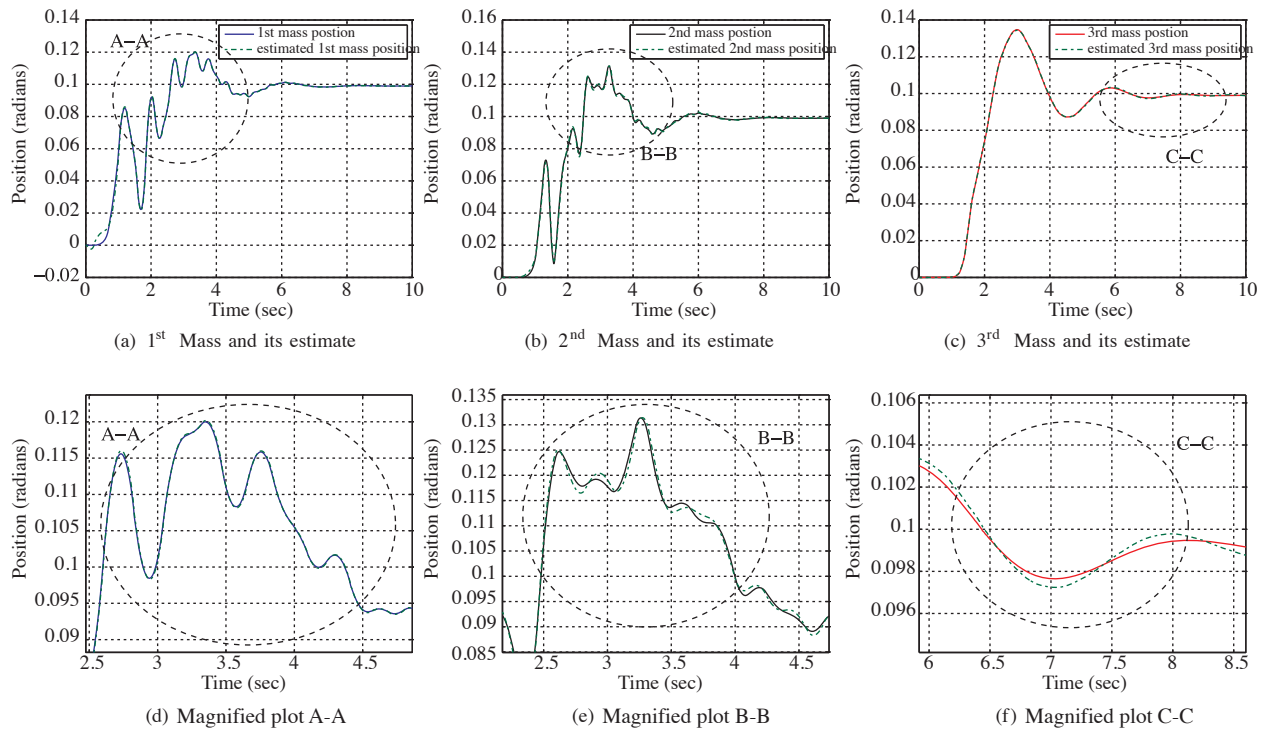 0.14
0.12
0.1
0.08
0.06
0.04
0.02
0
−0.02
Position (radians)
A−A
1st mass postion
estimated 1st mass position
0 2 4 6 8 10
Time (sec)
(a) 1st Mass and its estimate
0.16
0.14
0.12
0.1
0.08
0.06
0.04
0.02
0
Position (radians)
2nd mass postion
estimated 2nd mass position
B−B
0 2 4 6 8 10
Time (sec)
(b) 2nd Mass and its estimate
0.14
0.12
0.1
0.08
0.06
0.04
0.02
0
Position (radians)
3rd mass position
estimated 3rd mass position
C−C
0 2 4 6 8 10
Time (sec)
(c) 3rd Mass and its estimate
0.12
0.115
0.11
0.105
0.1
0.095
0.09
Position (radians)
A−A
2.5 3 3.5 4 4.5
Time (sec)
(d) Magnified plot A-A
0.135
0.13
0.125
0.12
0.115
0.11
0.105
0.1
0.095
0.09
0.085
Position (radians)
B−B
2.5 3 3.5 4 4.5
Time (sec)
(e) Magnified plot B-B
0.106
0.104
0.102
0.1
0.098
0.096
Position (radians)
C−C
6 6.5 7 7.5 8 8.5
Time (sec)
(f) Magnified plot C-C